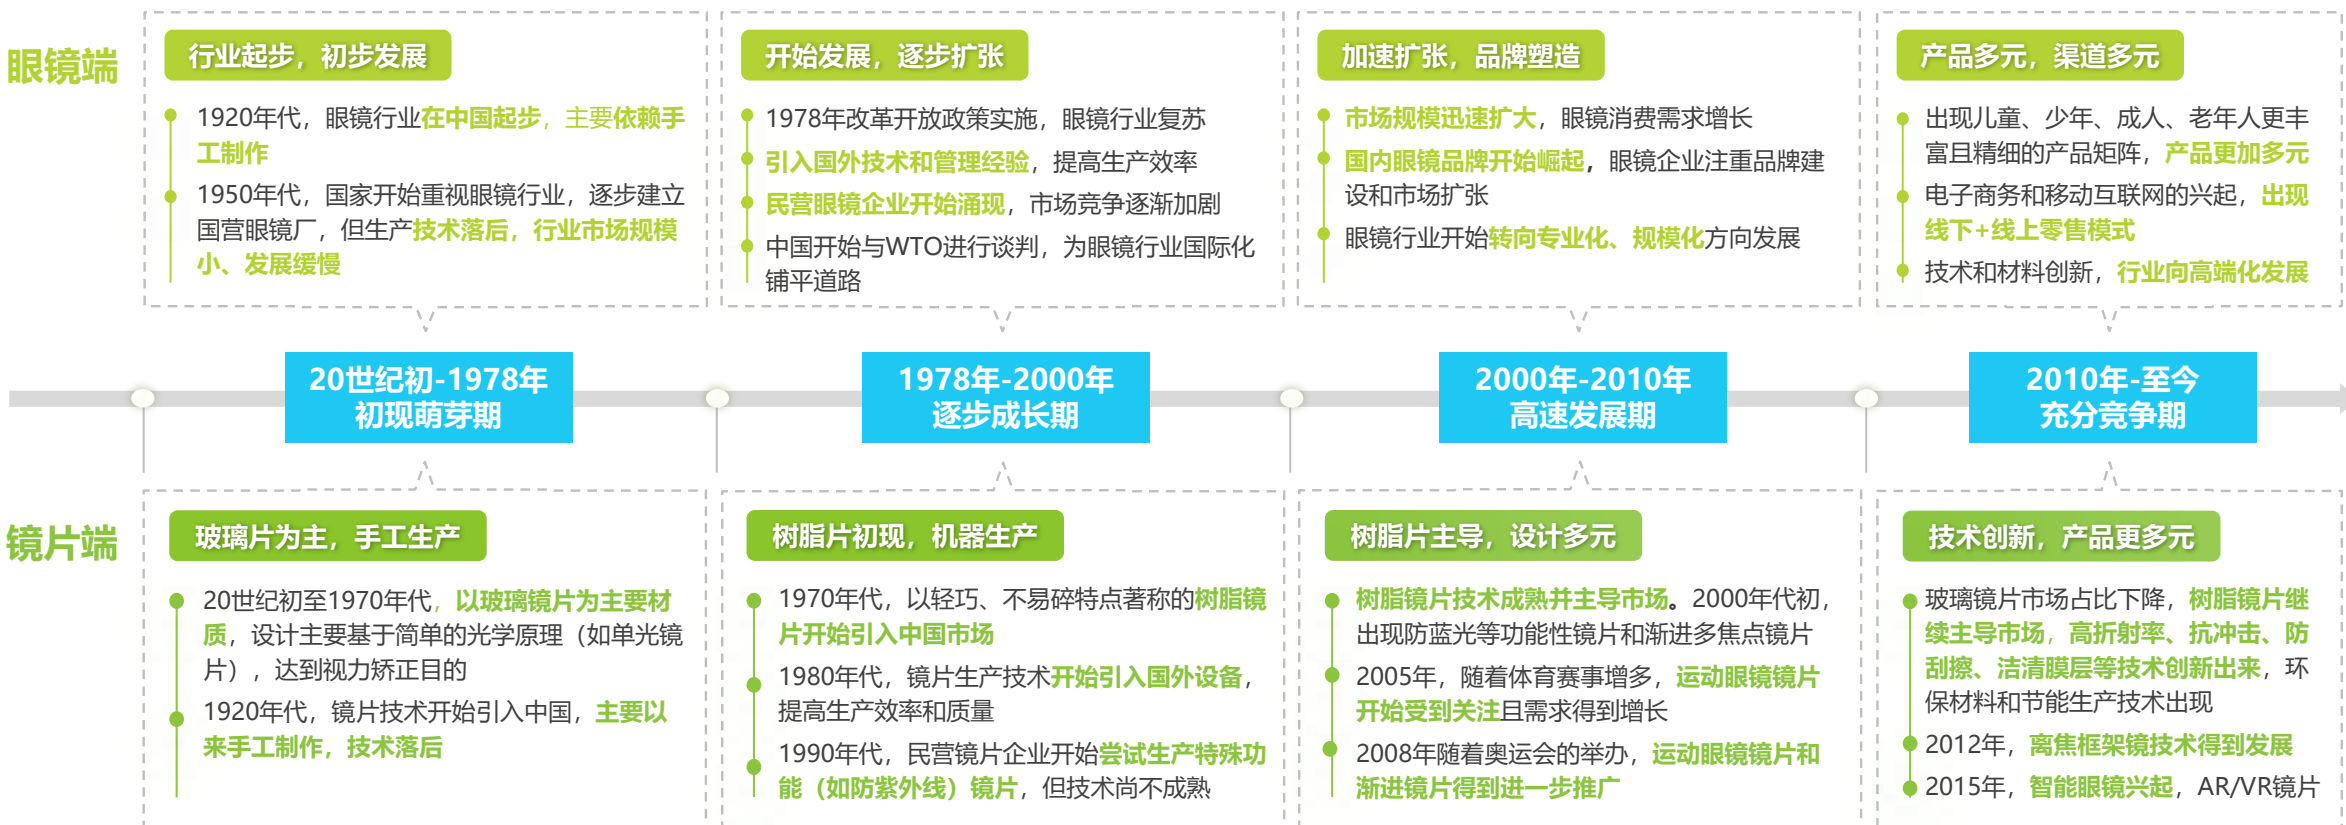 眼镜端
行业起步，初步发展
1920年代，眼镜行业在中国起步，主要依赖手
工制作
1950年代，国家开始重视眼镜行业，逐步建立
国营眼镜厂，但生产技术落后，行业市场规模
小、发展缓慢
开始发展，逐步扩张
1978年改革开放政策实施，眼镜行业复苏
引入国外技术和管理经验，提高生产效率
民营眼镜企业开始涌现，市场竞争逐渐加剧
中国开始与WTO进行谈判，为眼镜行业国际化
铺平道路
加速扩张，品牌塑造
市场规模迅速扩大，眼镜消费需求增长
国内眼镜品牌开始崛起，眼镜企业注重品牌建
设和市场扩张
眼镜行业开始转向专业化、规模化方向发展
产品多元，渠道多元
出现儿童、少年、成人、老年人更丰
富且精细的产品矩阵，产品更加多元
电子商务和移动互联网的兴起，出现
线下+线上零售模式
技术和材料创新，行业向高端化发展
20世纪初-1978年
初现萌芽期
1978年-2000年
逐步成长期
2000年-2010年
高速发展期
2010年-至今
充分竞争期
镜片端
玻璃片为主，手工生产
20世纪初至1970年代，以玻璃镜片为主要材
质，设计主要基于简单的光学原理（如单光镜
片），达到视力矫正目的
1920年代，镜片技术开始引入中国，主要以
来手工制作，技术落后
树脂片初现，机器生产
1970年代，以轻巧、不易碎特点著称的树脂镜
片开始引入中国市场
1980年代，镜片生产技术开始引入国外设备，
提高生产效率和质量
1990年代，民营镜片企业开始尝试生产特殊功
能（如防紫外线）镜片，但技术尚不成熟
树脂片主导，设计多元
树脂镜片技术成熟并主导市场。2000年代初，
出现防蓝光等功能性镜片和渐进多焦点镜片
2005年，随着体育赛事增多，运动眼镜镜片
开始受到关注且需求得到增长
2008年随着奥运会的举办，运动眼镜镜片和
渐进镜片得到进一步推广
技术创新，产品更多元
玻璃镜片市场占比下降，树脂镜片继
续主导市场，高折射率、抗冲击、防
刮擦、洁清膜层等技术创新出来，环
保材料和节能生产技术出现
2012年，离焦框架镜技术得到发展
2015年，智能眼镜兴起，AR/VR镜片